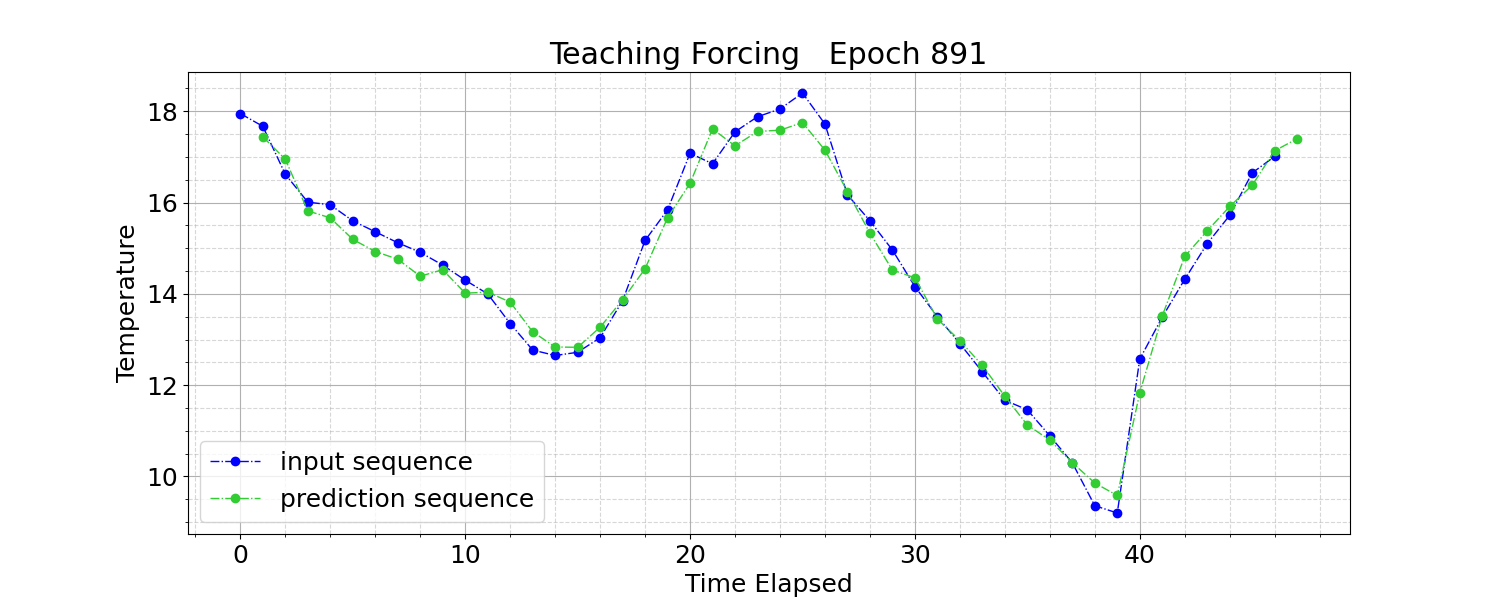 Teaching Forcing   Epoch 891
18
16
14
12
10
Temperature
input sequence
prediction sequence
0 10 20 30 40
Time Elapsed